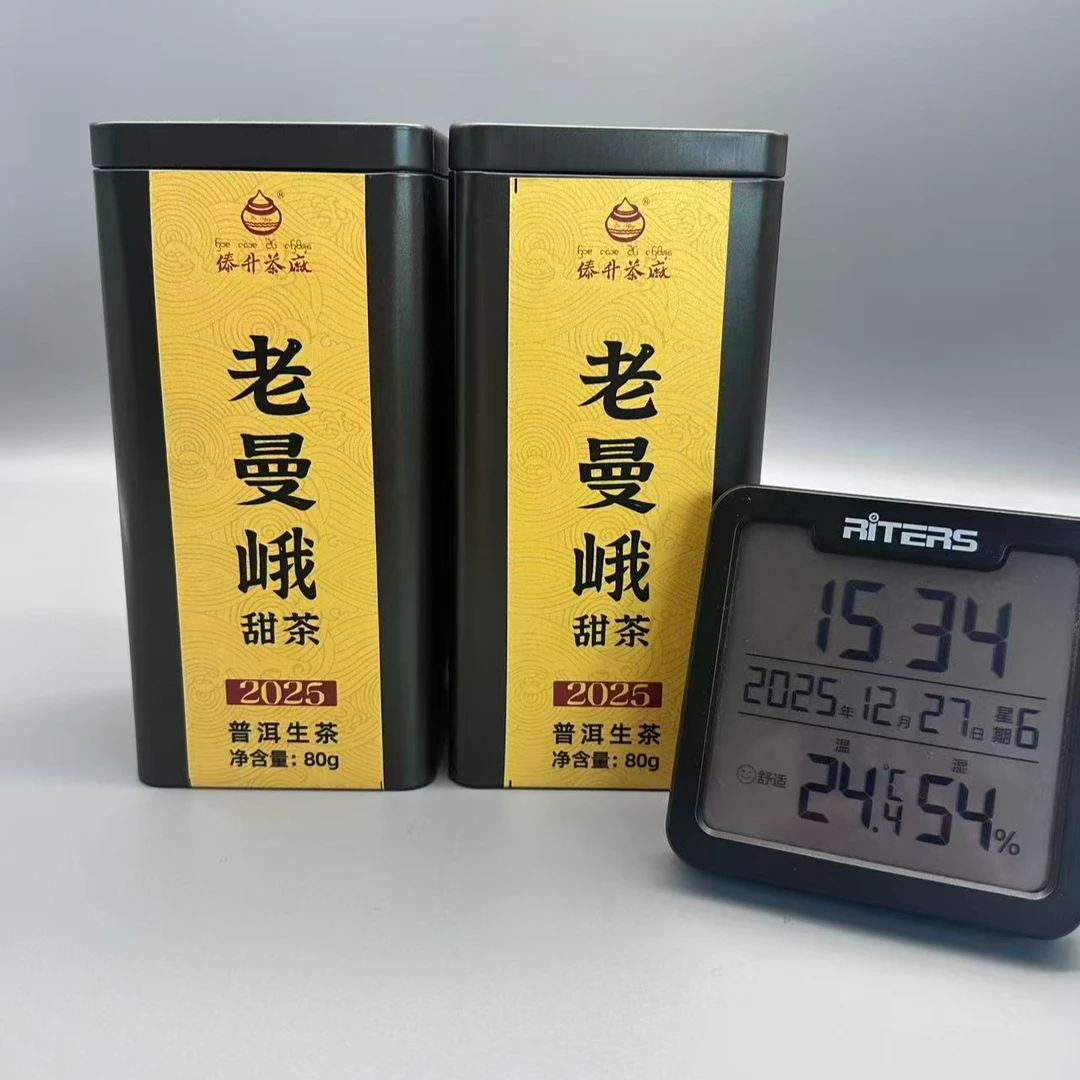 傣升茶廠
老
曼
峨
甜茶
2025
普洱生茶
净含量：80g
傣升茶廠
老
曼
峨
甜茶
2025
普洱生茶
净含量：80g
RITERS
15 34
2025年12月27日 星期6
温 湿
舒适 24.4℃ 54%